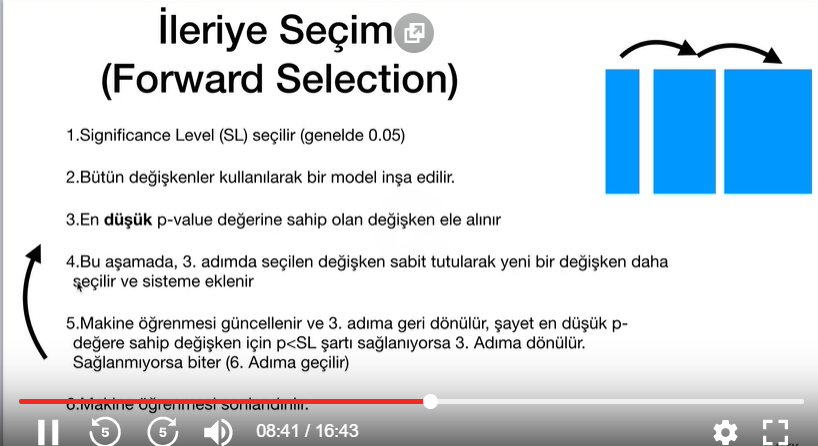 İleriye Seçim
(Forward Selection)
1.Significance Level (SL) seçilir (genelde 0.05)
2.Bütün değişkenler kullanılarak bir model inşa edilir.
3.En düşük p-value değerine sahip olan değişken ele alınır
4.Bu aşamada, 3. adımda seçilen değişken sabit tutularak yeni bir değişken daha
seçilir ve sisteme eklenir
5.Makine öğrenmesi güncellenir ve 3. adıma geri dönülür, şayet en düşük p-
değere sahip değişken için p<SL şartı sağlanıyorsa 3. Adıma dönülür.
Sağlanmıyorsa biter (6. Adıma geçilir)
6.Makine öğrenmesi sonlandırılır.
5
5
08:41 / 16:43